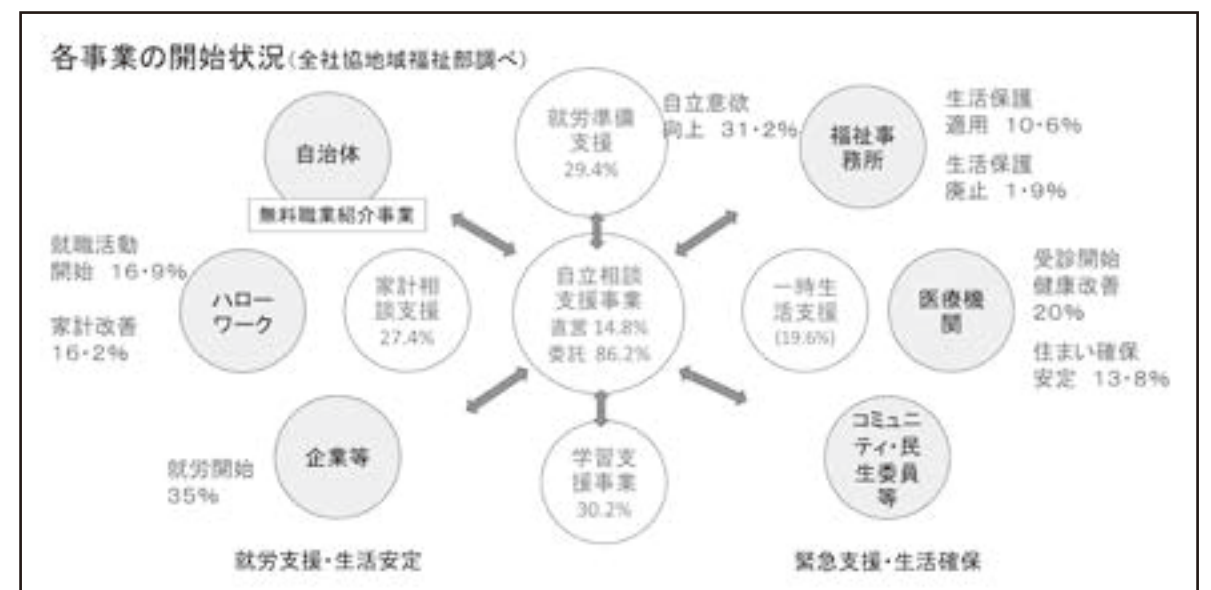 各事業の開始状況(全社協地域福祉部調べ)
自治体
無料職業紹介事業
就労準備
支援
29.4%
自立意欲
向上 31・2%
福祉事
務所
生活保護
適用 10・6%
生活保護
廃止 1・9%
就職活動
開始 16・9%
家計改善
16・2%
ハロー
ワーク
家計相
談支援
27.4%
自立相談
支援事業
直営 14.8%
委託 86.2%
一時生
活支援
(19.6%)
医療機
関
受診開始
健康改善
20%
住まい確保
安定 13・8%
就労開始
35%
企業等
学習支
援事業
30.2%
コミュニ
ティ・民
生委員
等
就労支援・生活安定
緊急支援・生活確保